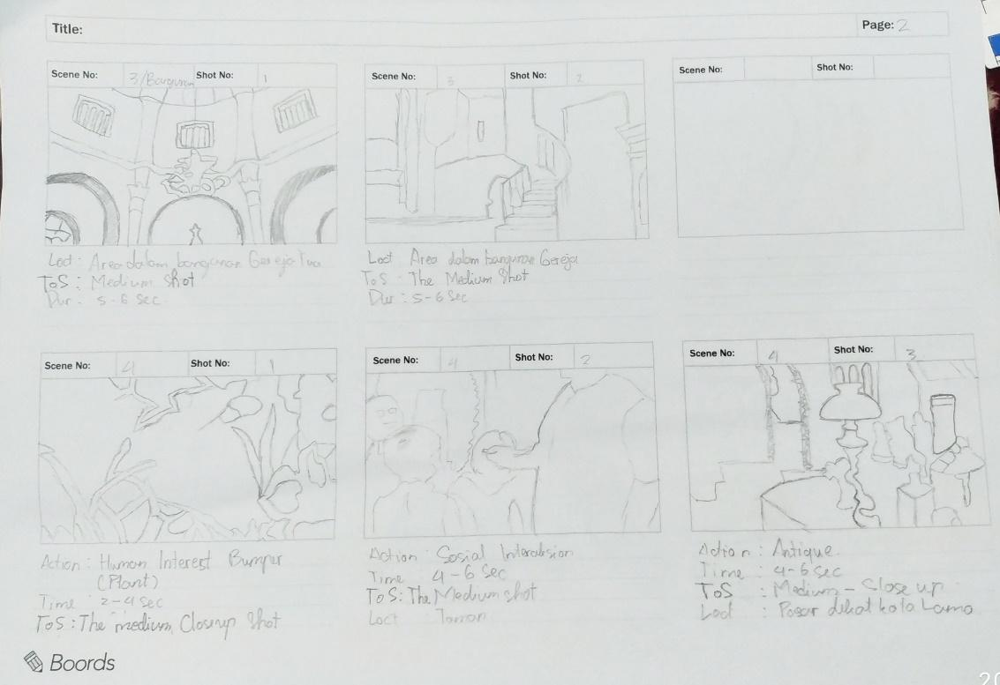 Title:
Page: 2
Scene No: 3/Bangunan Shot No: 1
Scene No: 3 Shot No: 2
Scene No: Shot No:
Loct : Area dalam bangunan Gereja Tua
ToS : Medium Shot
Dur : 5-6 Sec
Loct Area dalam bangunan Gereja
ToS : The Medium Shot
Dur : 5-6 Sec
Scene No: 4 Shot No: 1
Scene No: 4 Shot No: 2
Scene No: 4 Shot No: 3
Action : Human Interest Bumper
(Plant)
Time : 2-4 Sec
ToS : The medium Closeup Shot
Action : Sosial Interaksion
Time 4-6 Sec
ToS: The Medium shot
Loct : Taman
Action : Antique
Time : 4-6 Sec
ToS : Medium - Close up
Loct : Pasar dekat kota Lama
Boords